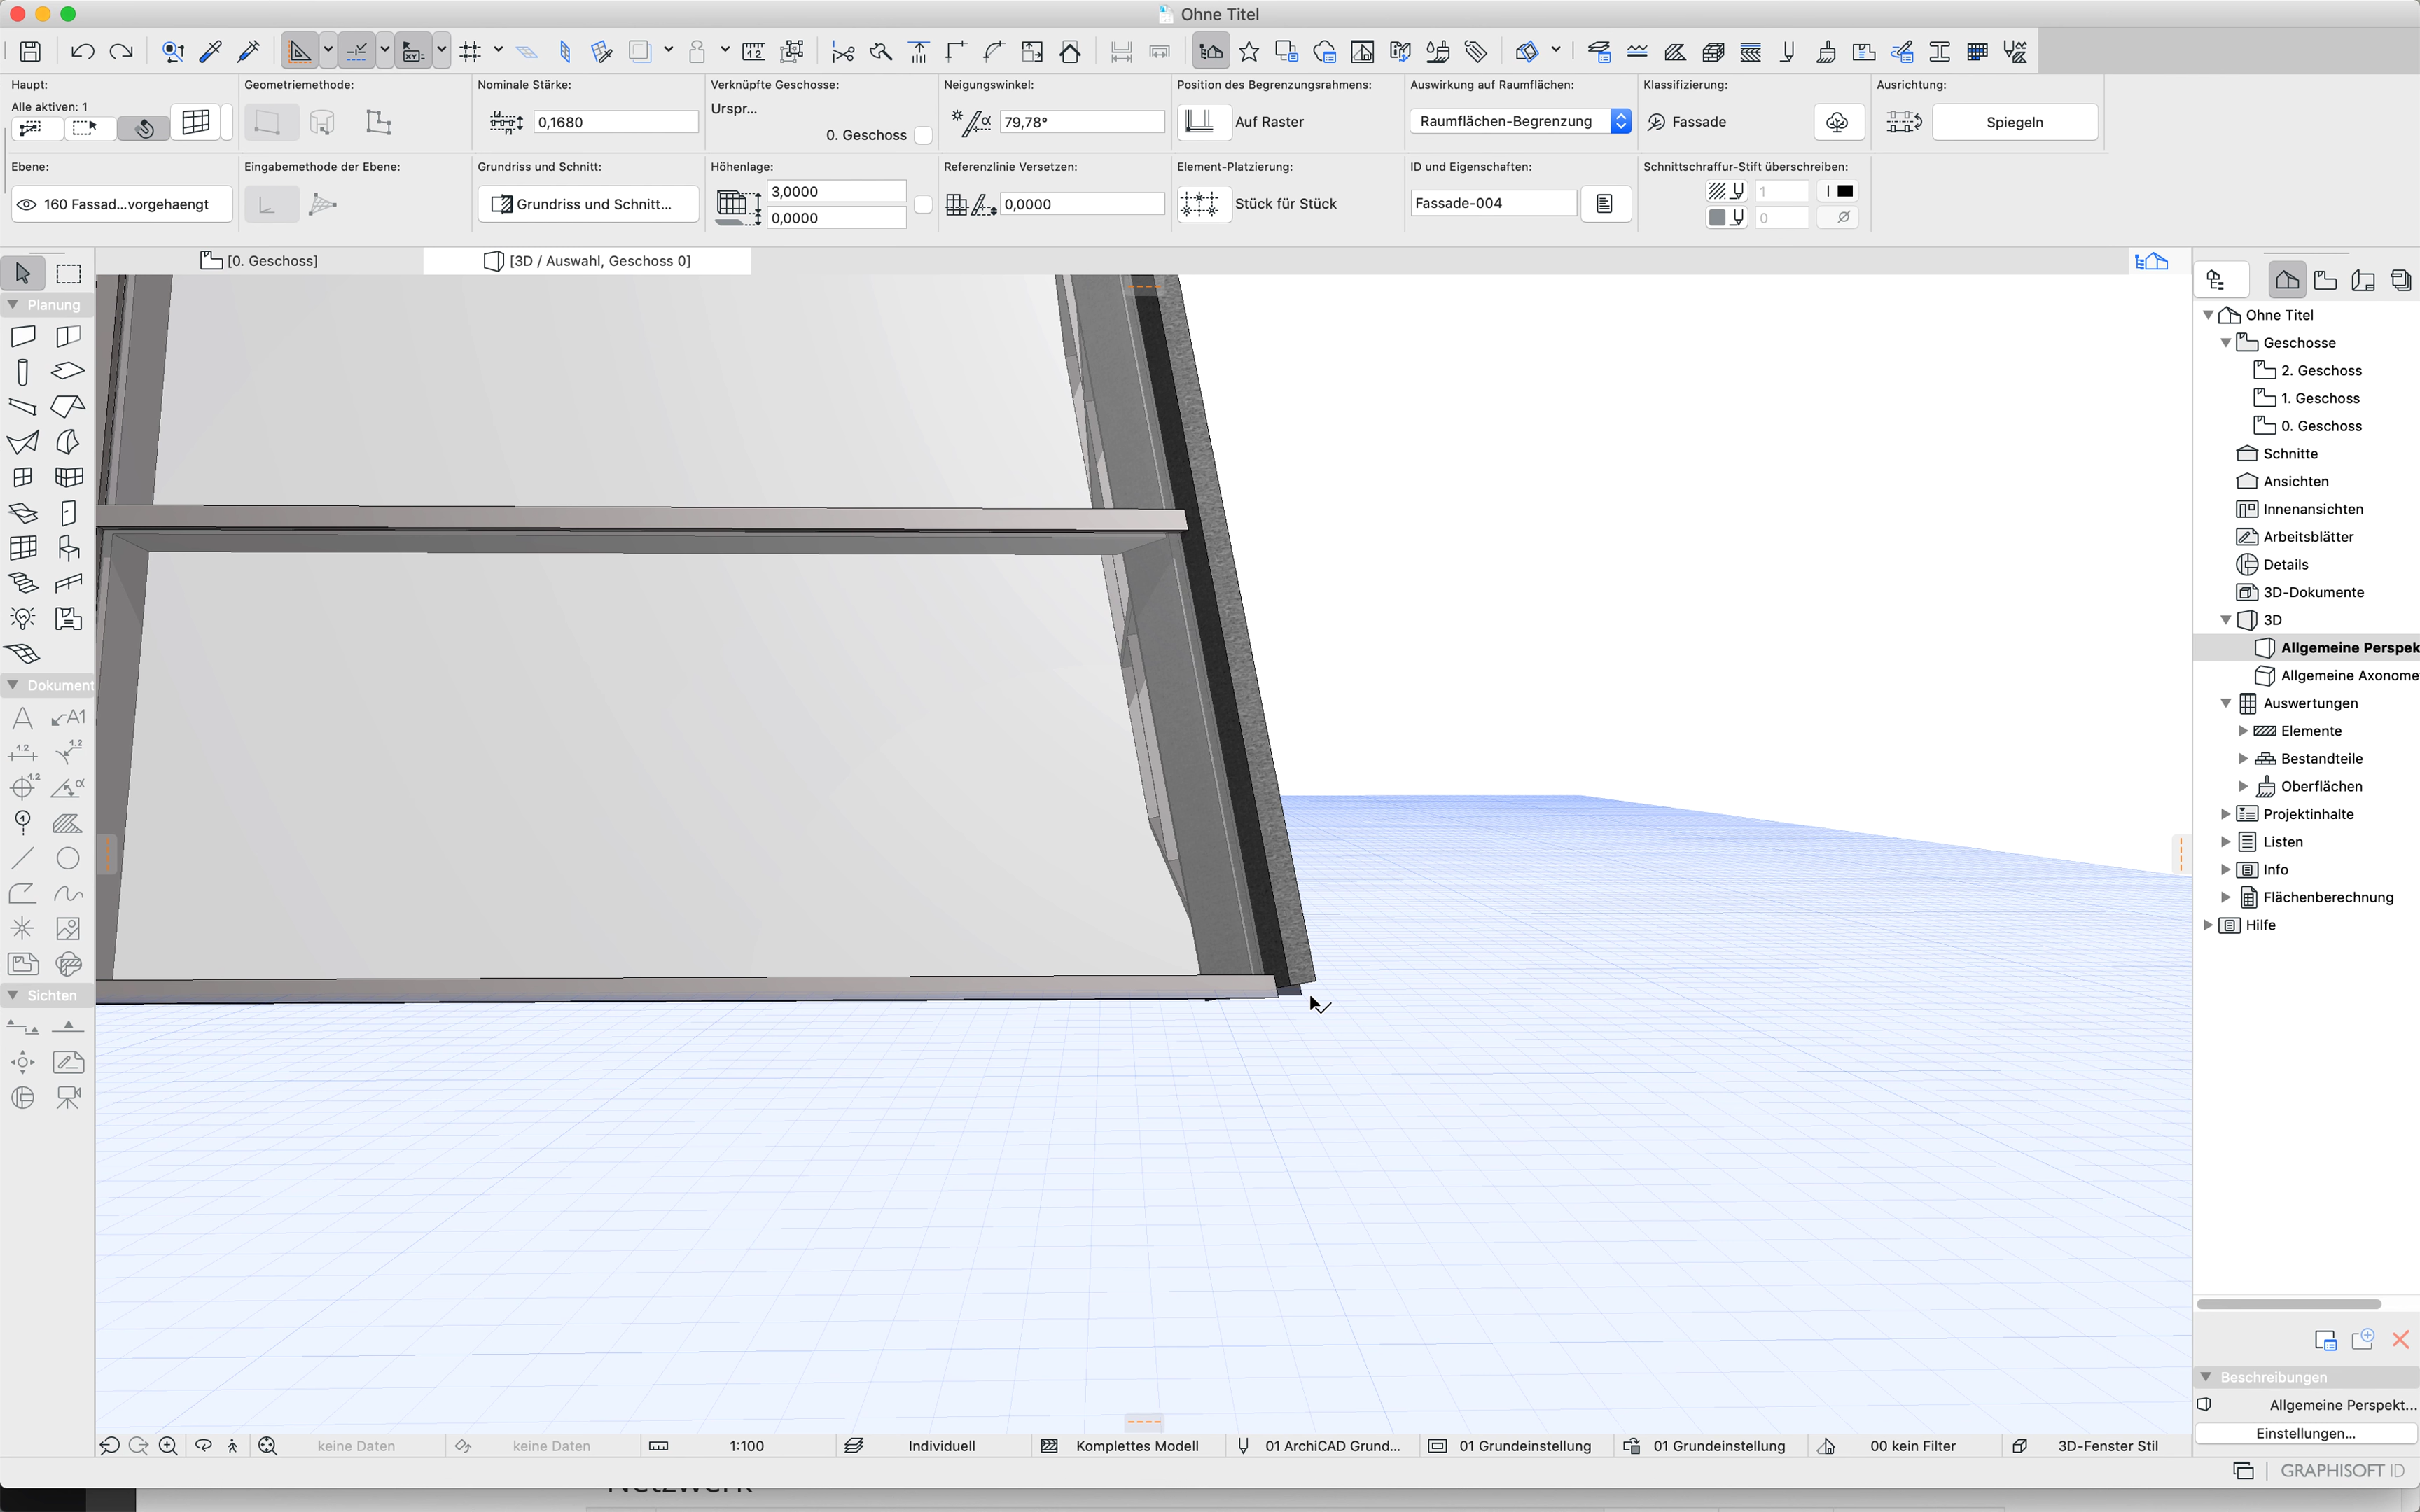 Ohne Titel
Haupt:
Alle aktiven: 1
Geometriemethode:
Nominale Stärke:
0,1680
Verknüpfte Geschosse:
Urspr...
0. Geschoss
Neigungswinkel:
79,78°
Position des Begrenzungsrahmens:
Auf Raster
Auswirkung auf Raumflächen:
Raumflächen-Begrenzung
Klassifizierung:
Fassade
Ausrichtung:
Spiegeln
Ebene:
160 Fassad...vorgehaengt
Eingabemethode der Ebene:
Grundriss und Schnitt:
Grundriss und Schnitt...
Höhenlage:
3,0000
0,0000
Referenzlinie Versetzen:
0,0000
Element-Platzierung:
Stück für Stück
ID und Eigenschaften:
Fassade-004
Schnittschraffur-Stift überschreiben:
1
0
[0. Geschoss]
[3D / Auswahl, Geschoss 0]
Planung
Dokument
Sichten
Ohne Titel
Geschosse
2. Geschoss
1. Geschoss
0. Geschoss
Schnitte
Ansichten
Innenansichten
Arbeitsblätter
Details
3D-Dokumente
3D
Allgemeine Perspek
Allgemeine Axonome
Auswertungen
Elemente
Bestandteile
Oberflächen
Projektinhalte
Listen
Info
Flächenberechnung
Hilfe
Beschreibungen
Allgemeine Perspekt...
Einstellungen...
keine Daten
keine Daten
1:100
Individuell
Komplettes Modell
01 ArchiCAD Grund...
01 Grundeinstellung
01 Grundeinstellung
00 kein Filter
3D-Fenster Stil
GRAPHISOFT ID